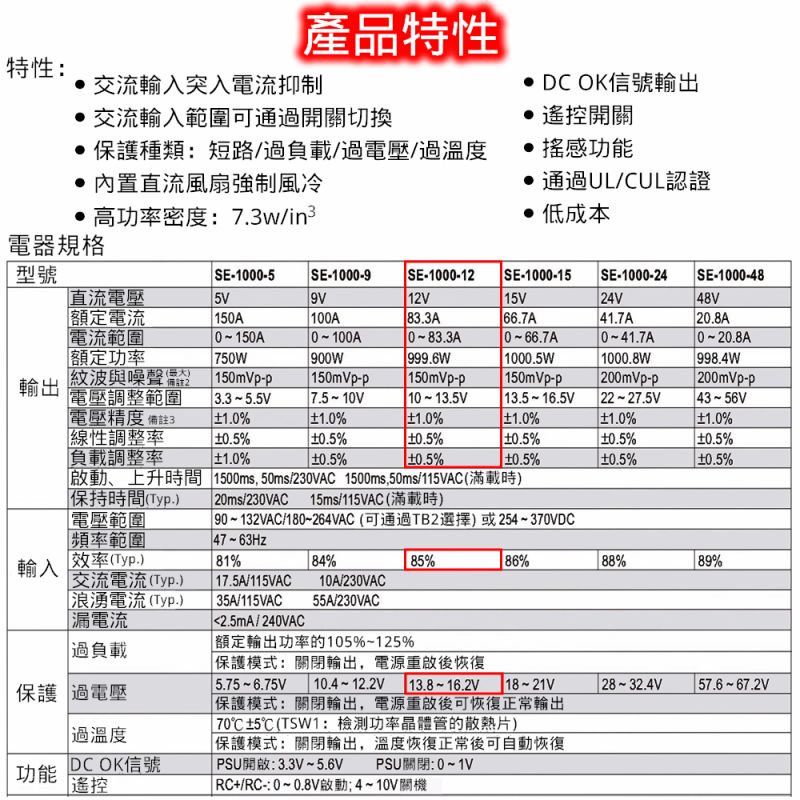 產品特性
特性：
• 交流輸入突入電流抑制
• 交流輸入範圍可通過開關切換
• 保護種類：短路/過負載/過電壓/過溫度
• 內置直流風扇強制風冷
• 高功率密度：7.3w/in³
• DC OK信號輸出
• 遙控開關
• 搖感功能
• 通過UL/CUL認證
• 低成本
電器規格
型號 SE-1000-5 SE-1000-9 SE-1000-12 SE-1000-15 SE-1000-24 SE-1000-48
輸出
直流電壓 5V 9V 12V 15V 24V 48V
額定電流 150A 100A 83.3A 66.7A 41.7A 20.8A
電流範圍 0~150A 0~100A 0~83.3A 0~66.7A 0~41.7A 0~20.8A
額定功率 750W 900W 999.6W 1000.5W 1000.8W 998.4W
紋波與噪聲(最大)備註2 150mVp-p 150mVp-p 150mVp-p 150mVp-p 200mVp-p 200mVp-p
電壓調整範圍 3.3~5.5V 7.5~10V 10~13.5V 13.5~16.5V 22~27.5V 43~56V
電壓精度 備註3 ±1.0% ±1.0% ±1.0% ±1.0% ±1.0% ±1.0%
線性調整率 ±0.5% ±0.5% ±0.5% ±0.5% ±0.5% ±0.5%
負載調整率 ±1.0% ±0.5% ±0.5% ±0.5% ±0.5% ±0.5%
啟動、上升時間 1500ms, 50ms/230VAC 1500ms,50ms/115VAC(滿載時)
保持時間(Typ.) 20ms/230VAC 15ms/115VAC(滿載時)
輸入
電壓範圍 90~132VAC/180~264VAC (可通過TB2選擇) 或 254~370VDC
頻率範圍 47~63Hz
效率(Typ.) 81% 84% 85% 86% 88% 89%
交流電流(Typ.) 17.5A/115VAC 10A/230VAC
浪湧電流(Typ.) 35A/115VAC 55A/230VAC
漏電流 <2.5mA / 240VAC
保護
過負載 額定輸出功率的105%~125%
保護模式：關閉輸出，電源重啟後恢復
過電壓 5.75~6.75V 10.4~12.2V 13.8~16.2V 18~21V 28~32.4V 57.6~67.2V
保護模式：關閉輸出，電源重啟後可恢復正常輸出
過溫度 70℃ ±5℃ (TSW1：檢測功率晶體管的散熱片)
保護模式：關閉輸出，溫度恢復正常後可自動恢復
功能
DC OK信號 PSU開啟: 3.3V~5.6V PSU關閉: 0~1V
遙控 RC+/RC-: 0~0.8V啟動; 4~10V關機